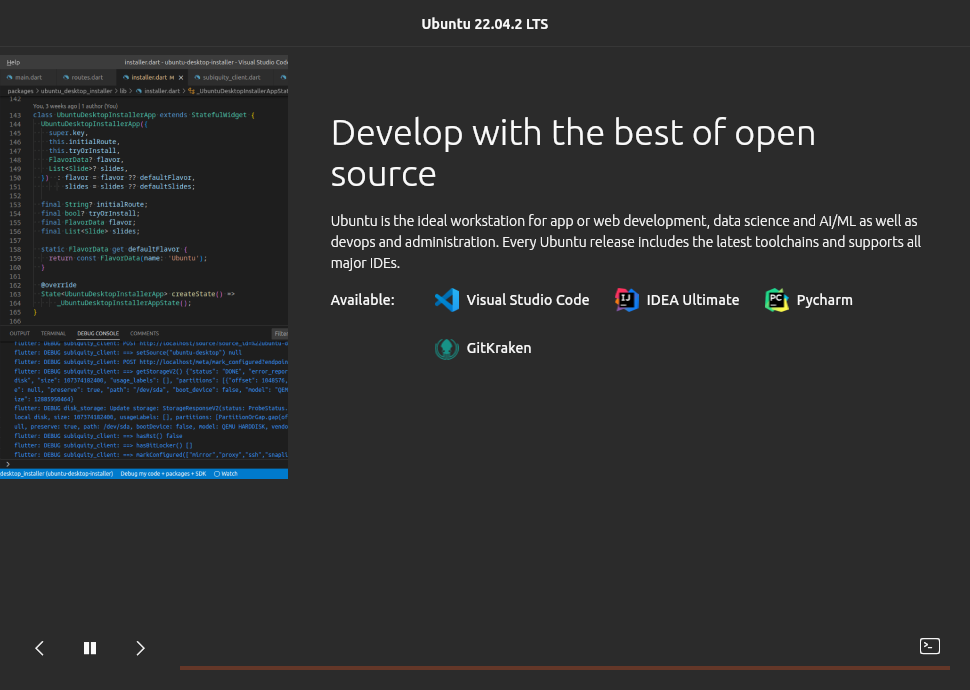 Ubuntu 22.04.2 LTS
Help
installer.dart - ubuntu-desktop-installer - Visual Studio Code
main.dart routes.dart installer.dart M × subiquity_client.dart
packages > ubuntu_desktop_installer > lib > installer.dart > _UbuntuDesktopInstallerAppStat
142
You, 3 weeks ago | 1 author (You)
143 class UbuntuDesktopInstallerApp extends StatefulWidget {
144 UbuntuDesktopInstallerApp({
145 super.key,
146 this.initialRoute,
147 this.tryOrInstall,
148 FlavorData? flavor,
149 List<Slide>? slides,
150 }) : flavor = flavor ?? defaultFlavor,
151 slides = slides ?? defaultSlides;
152
153 final String? initialRoute;
154 final bool? tryOrInstall;
155 final FlavorData flavor;
156 final List<Slide> slides;
157
158 static FlavorData get defaultFlavor {
159 return const FlavorData(name: 'Ubuntu');
160 }
161
162 @override
163 State<UbuntuDesktopInstallerApp> createState() =>
164 _UbuntuDesktopInstallerAppState();
165 }
166
OUTPUT TERMINAL DEBUG CONSOLE COMMENTS Filter
flutter: DEBUG subiquity_client: ==> setSource("ubuntu-desktop") null
flutter: DEBUG subiquity_client: POST http://localhost/meta/mark_configured?endpoin
flutter: DEBUG subiquity_client: ==> getStorageV2() {"status": "DONE", "error_repor
disk", "size": 107374182400, "usage_labels": [], "partitions": [{"offset": 1048576,
e": null, "preserve": true, "path": "/dev/sda", "boot_device": false, "model": "QEM
ize": 12885950464}
flutter: DEBUG disk_storage: Update storage: StorageResponseV2(status: ProbeStatus.
local disk, size: 107374182400, usageLabels: [], partitions: [PartitionOrGap.gap(of
ull, preserve: true, path: /dev/sda, bootDevice: false, model: QEMU HARDDISK, vendo
flutter: DEBUG subiquity_client: ==> hasRst() false
flutter: DEBUG subiquity_client: ==> hasBitLocker() []
flutter: DEBUG subiquity_client: ==> markConfigured(["mirror","proxy","ssh","snapli
desktop_installer (ubuntu-desktop-installer) Debug my code + packages + SDK Watch
Develop with the best of open
source
Ubuntu is the ideal workstation for app or web development, data science and AI/ML as well as
devops and administration. Every Ubuntu release includes the latest toolchains and supports all
major IDEs.
Available: Visual Studio Code IDEA Ultimate Pycharm
GitKraken